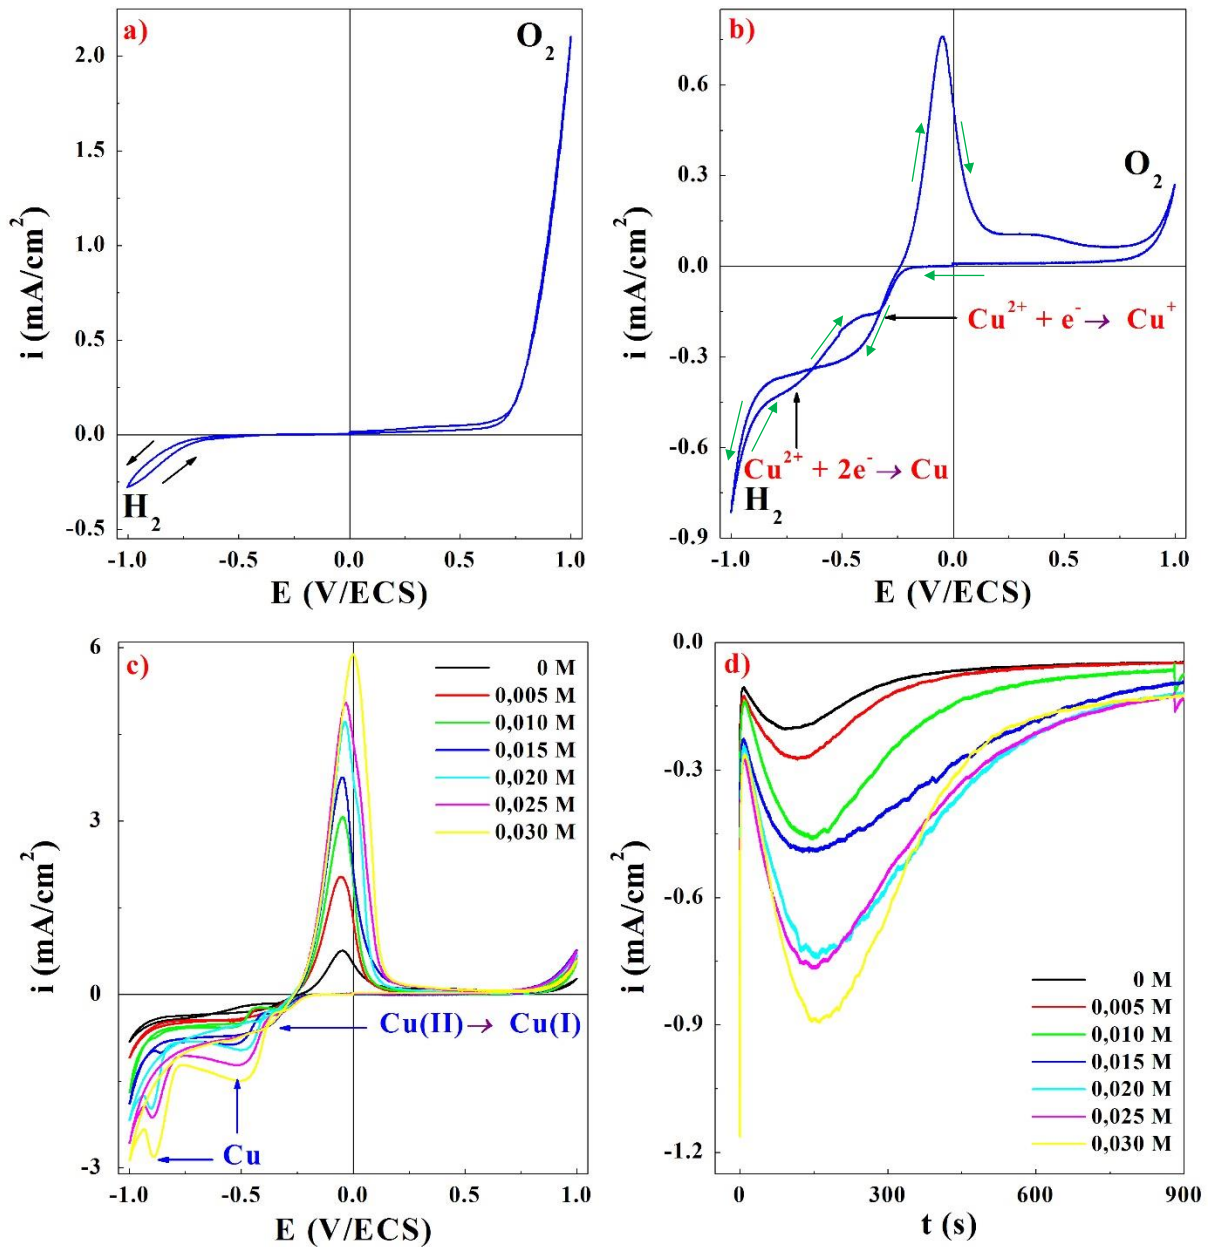 a)
O2
2.0
1.5
1.0
0.5
0.0
-0.5
H2
-1.0 -0.5 0.0 0.5 1.0
E (V/ECS)
i (mA/cm²)
b)
0.6
0.3
0.0
-0.3
-0.6
-0.9
O2
Cu²⁺ + e⁻ → Cu⁺
Cu²⁺ + 2e⁻ → Cu
H2
-1.0 -0.5 0.0 0.5 1.0
E (V/ECS)
i (mA/cm²)
c)
6
3
0
-3
0 M
0,005 M
0,010 M
0,015 M
0,020 M
0,025 M
0,030 M
Cu(II) → Cu(I)
Cu
-1.0 -0.5 0.0 0.5 1.0
E (V/ECS)
i (mA/cm²)
d)
0.0
-0.3
-0.6
-0.9
-1.2
0 M
0,005 M
0,010 M
0,015 M
0,020 M
0,025 M
0,030 M
0 300 600 900
t (s)
i (mA/cm²)